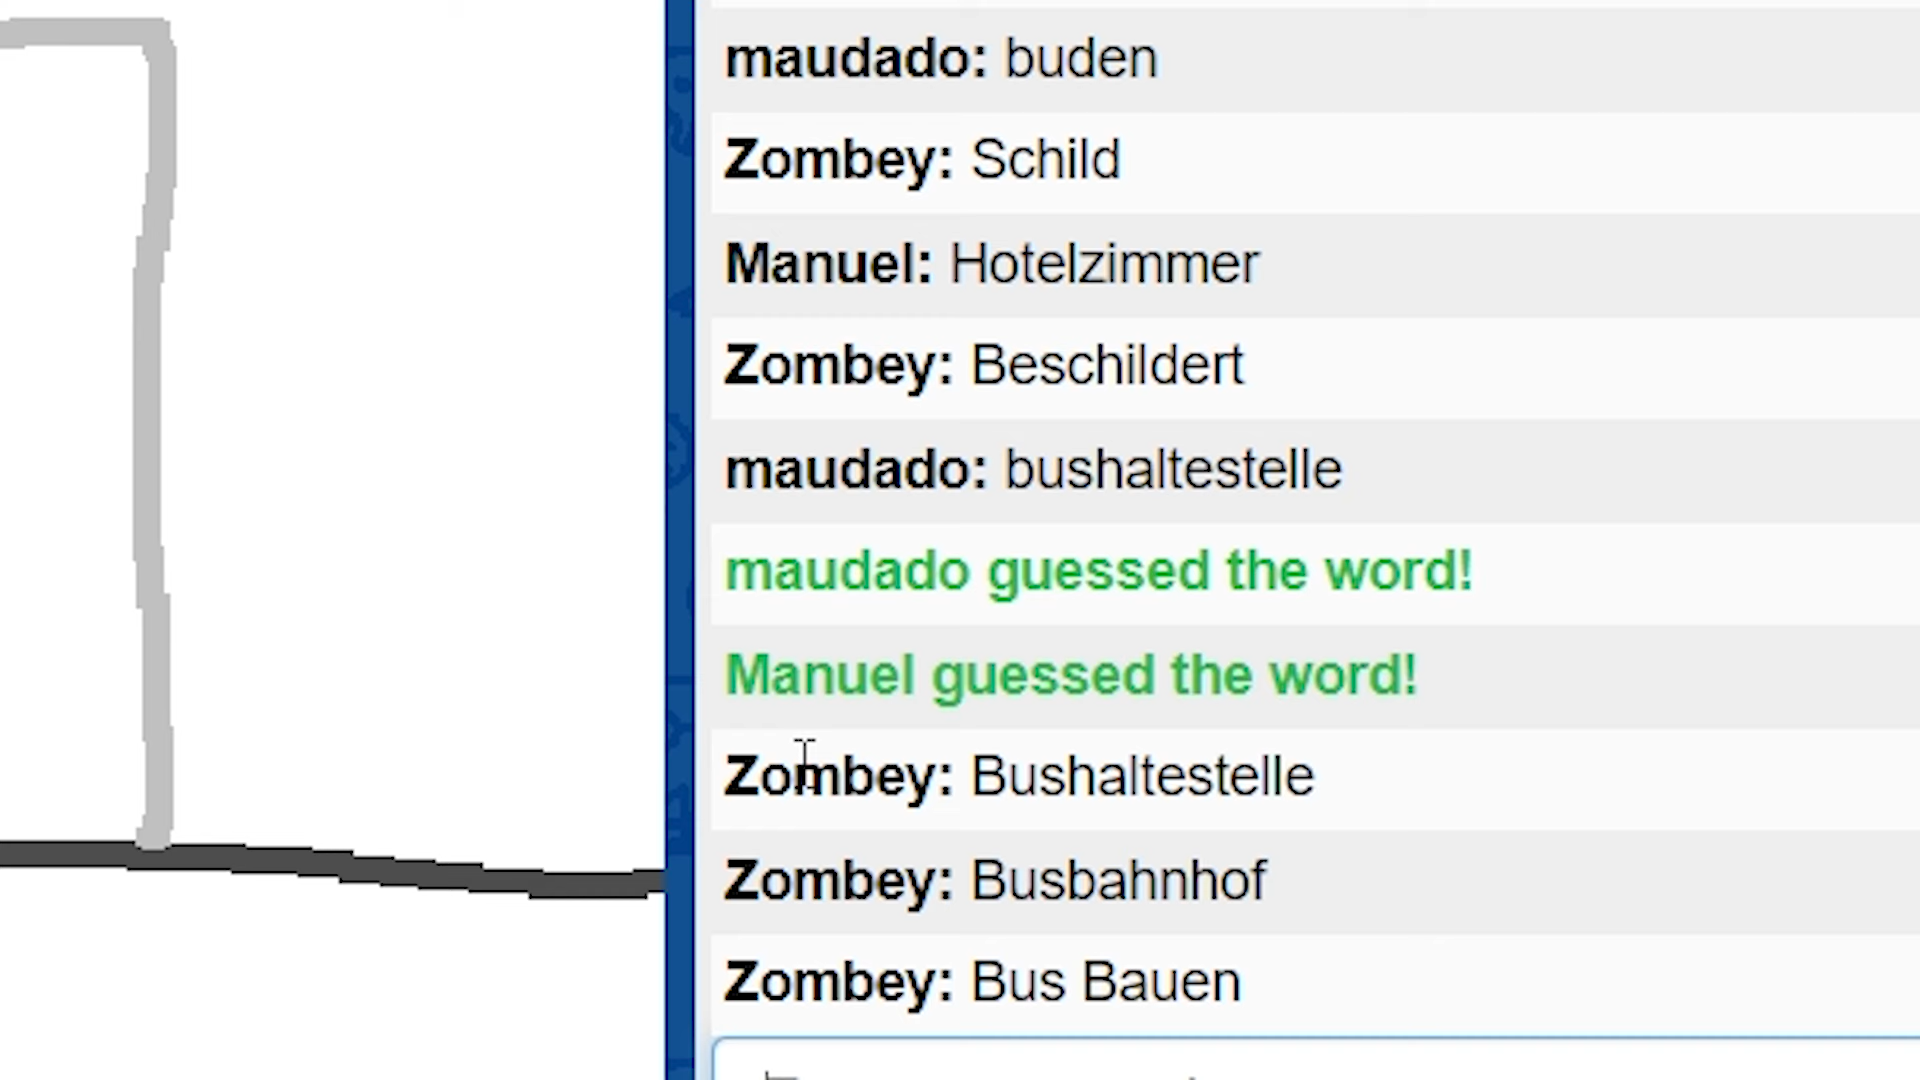 maudado: buden
Zombey: Schild
Manuel: Hotelzimmer
Zombey: Beschildert
maudado: bushaltestelle
maudado guessed the word!
Manuel guessed the word!
Zombey: Bushaltestelle
Zombey: Busbahnhof
Zombey: Bus Bauen